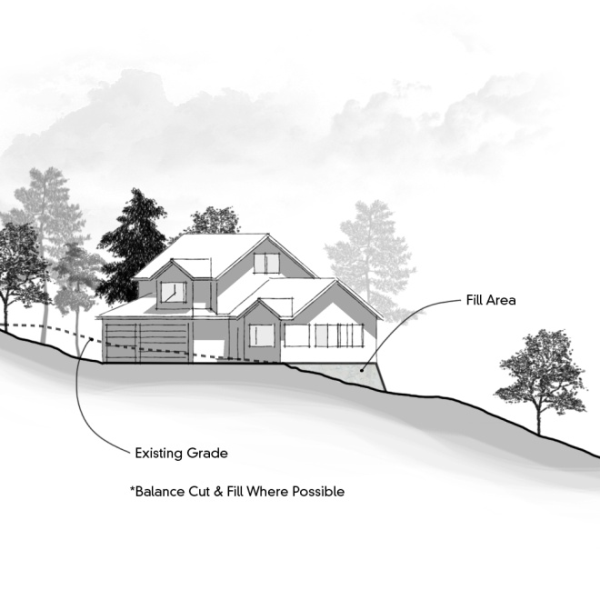 Fill Area
Existing Grade
*Balance Cut & Fill Where Possible